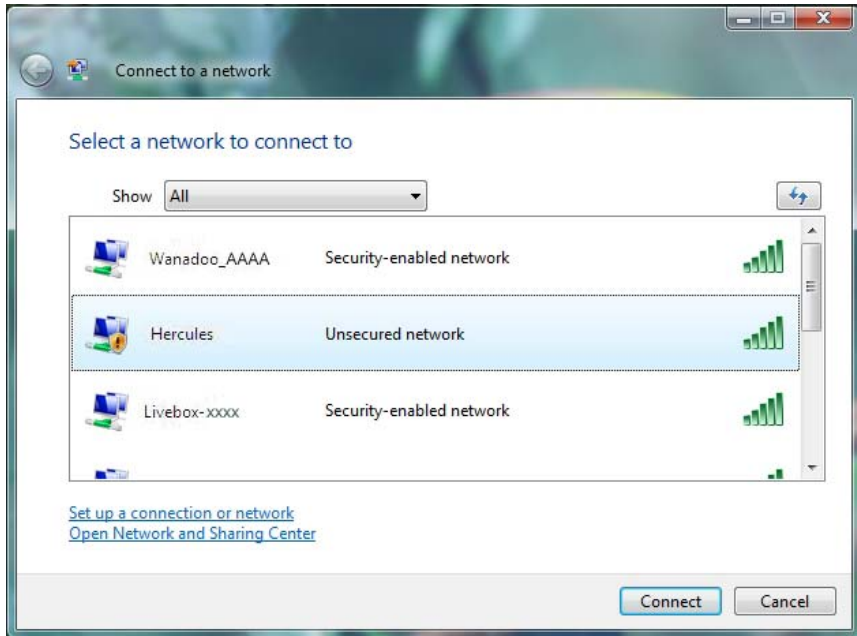 Connect to a network
Select a network to connect to
Show All
Wanadoo_AAAA Security-enabled network
Hercules Unsecured network
Livebox-xxxx Security-enabled network
Set up a connection or network
Open Network and Sharing Center
Connect Cancel